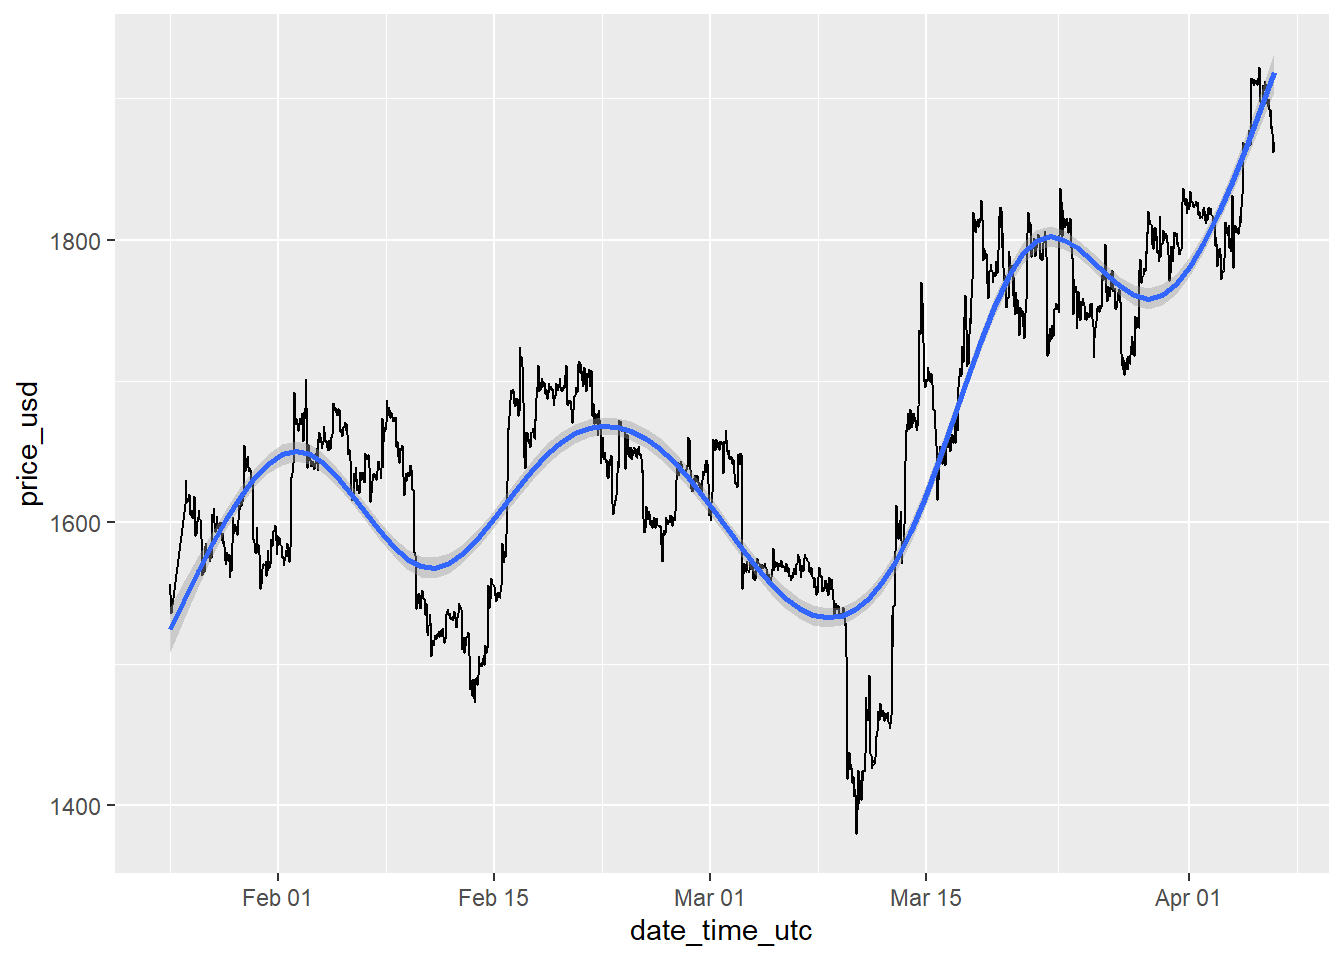 price_usd
1800
1600
1400
Feb 01
Feb 15
Mar 01
Mar 15
Apr 01
date_time_utc